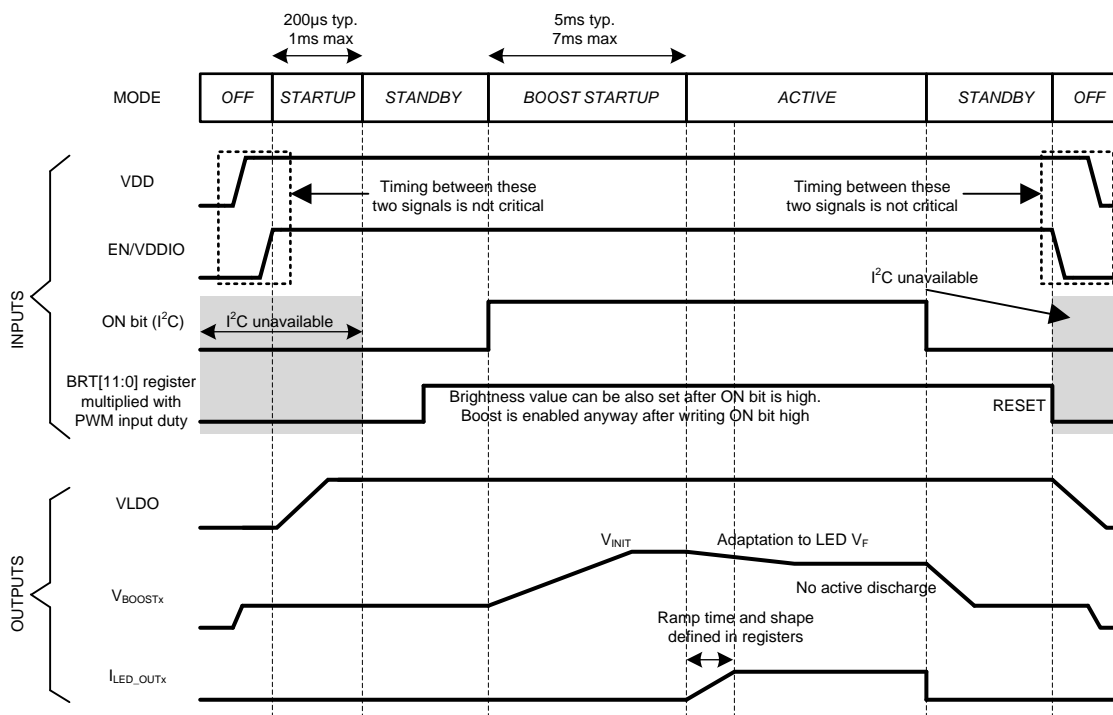 200µs typ.
1ms max
5ms typ.
7ms max
MODE
OFF
STARTUP
STANDBY
BOOST STARTUP
ACTIVE
STANDBY
OFF
INPUTS
VDD
Timing between these
two signals is not critical
Timing between these
two signals is not critical
EN/VDDIO
I²C unavailable
ON bit (I²C)
I²C unavailable
BRT[11:0] register
multiplied with
PWM input duty
Brightness value can be also set after ON bit is high.
Boost is enabled anyway after writing ON bit high
RESET
OUTPUTS
VLDO
VINIT
Adaptation to LED VF
VBOOSTx
No active discharge
Ramp time and shape
defined in registers
ILED_OUTx